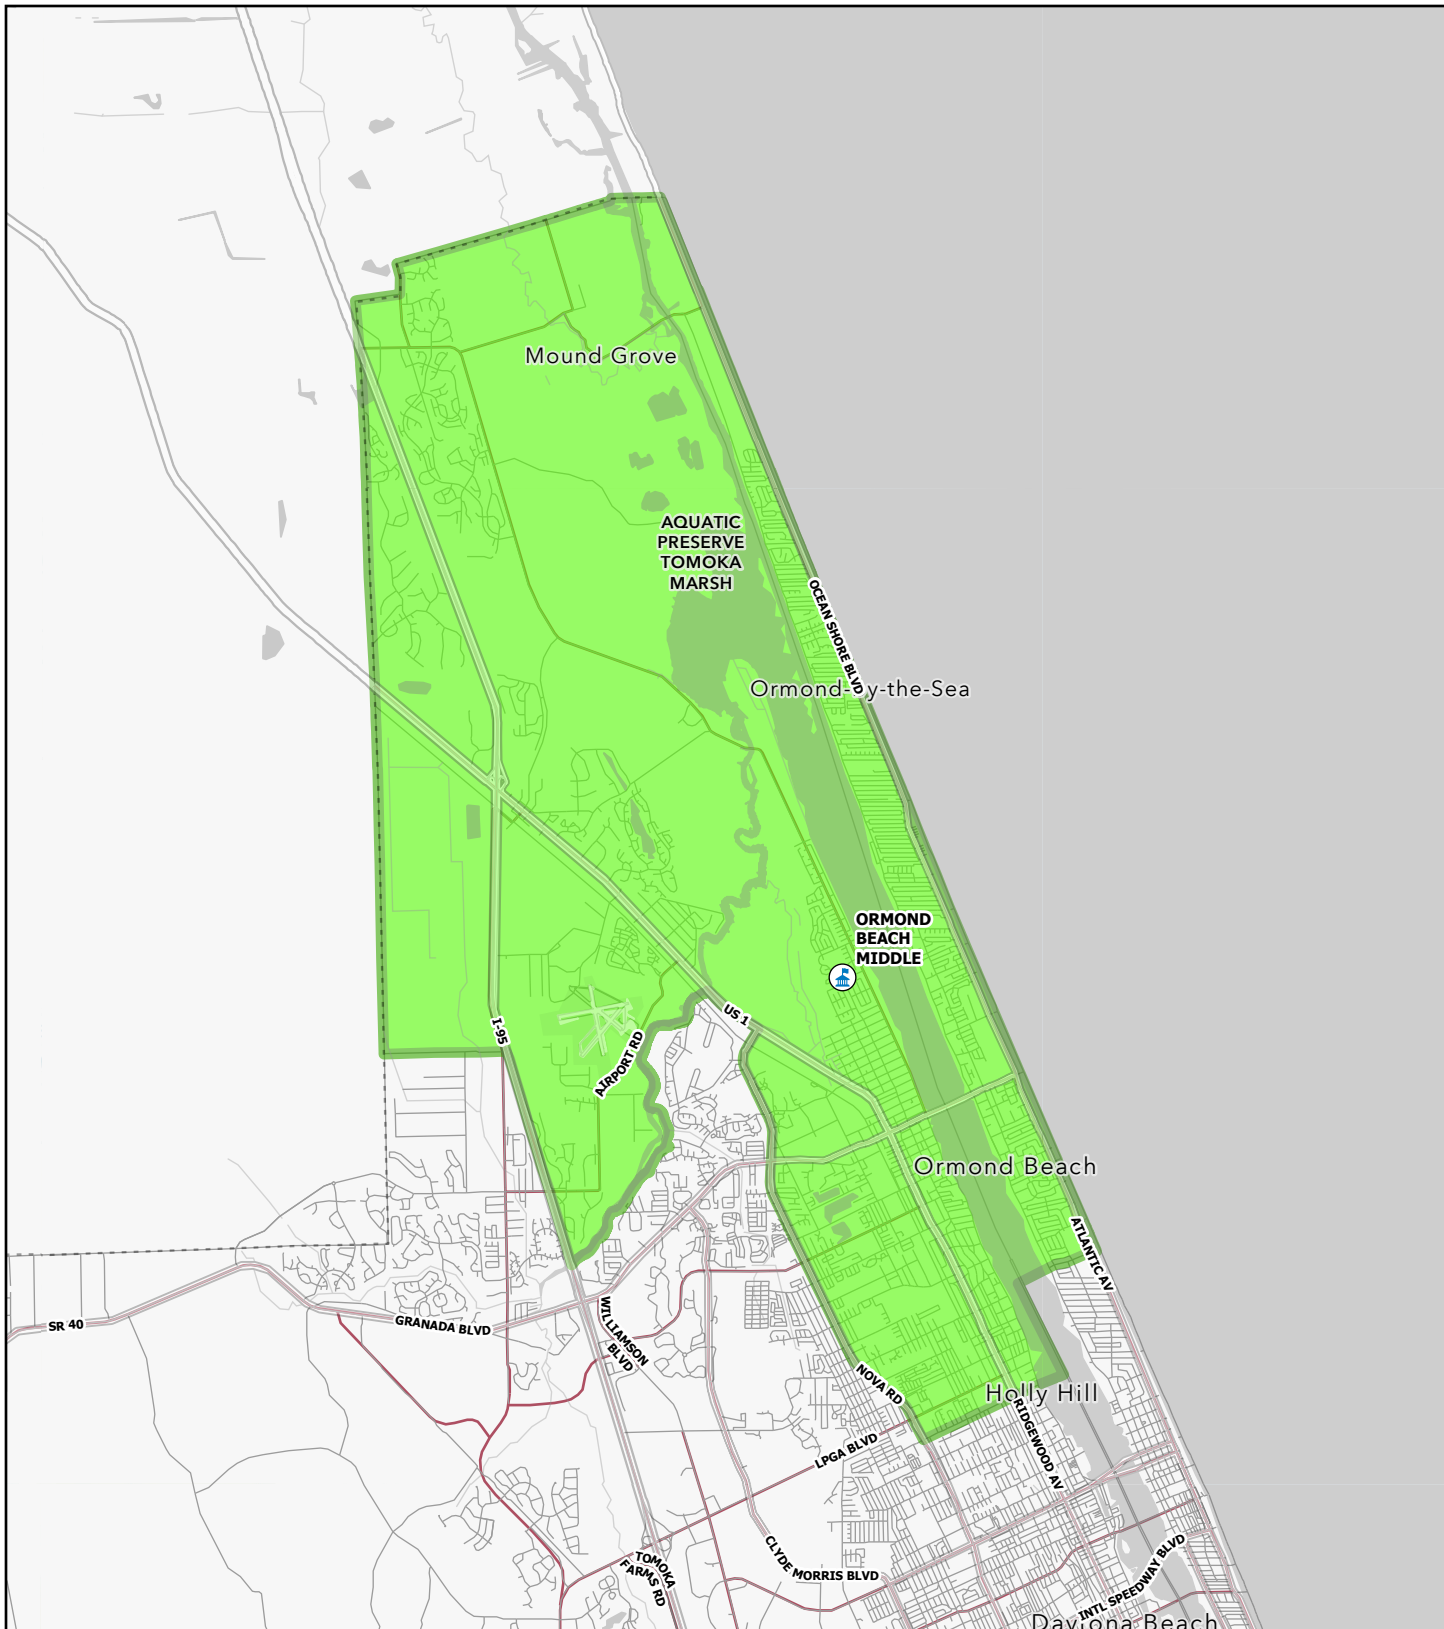 Mound Grove
AQUATIC
PRESERVE
TOMOKA
MARSH
OCEAN SHORE BLVD
Ormond-by-the-Sea
ORMOND
BEACH
MIDDLE
US 1
I-95
AIRPORT RD
Ormond Beach
ATLANTIC AV
SR 40
GRANADA BLVD
WILLIAMSON
BLVD
NOVA RD
Holly Hill
RIDGEWOOD AV
LPGA BLVD
TOMOKA
FARMS RD
CLYDE MORRIS BLVD
INTL SPEEDWAY BLVD
Daytona Beach